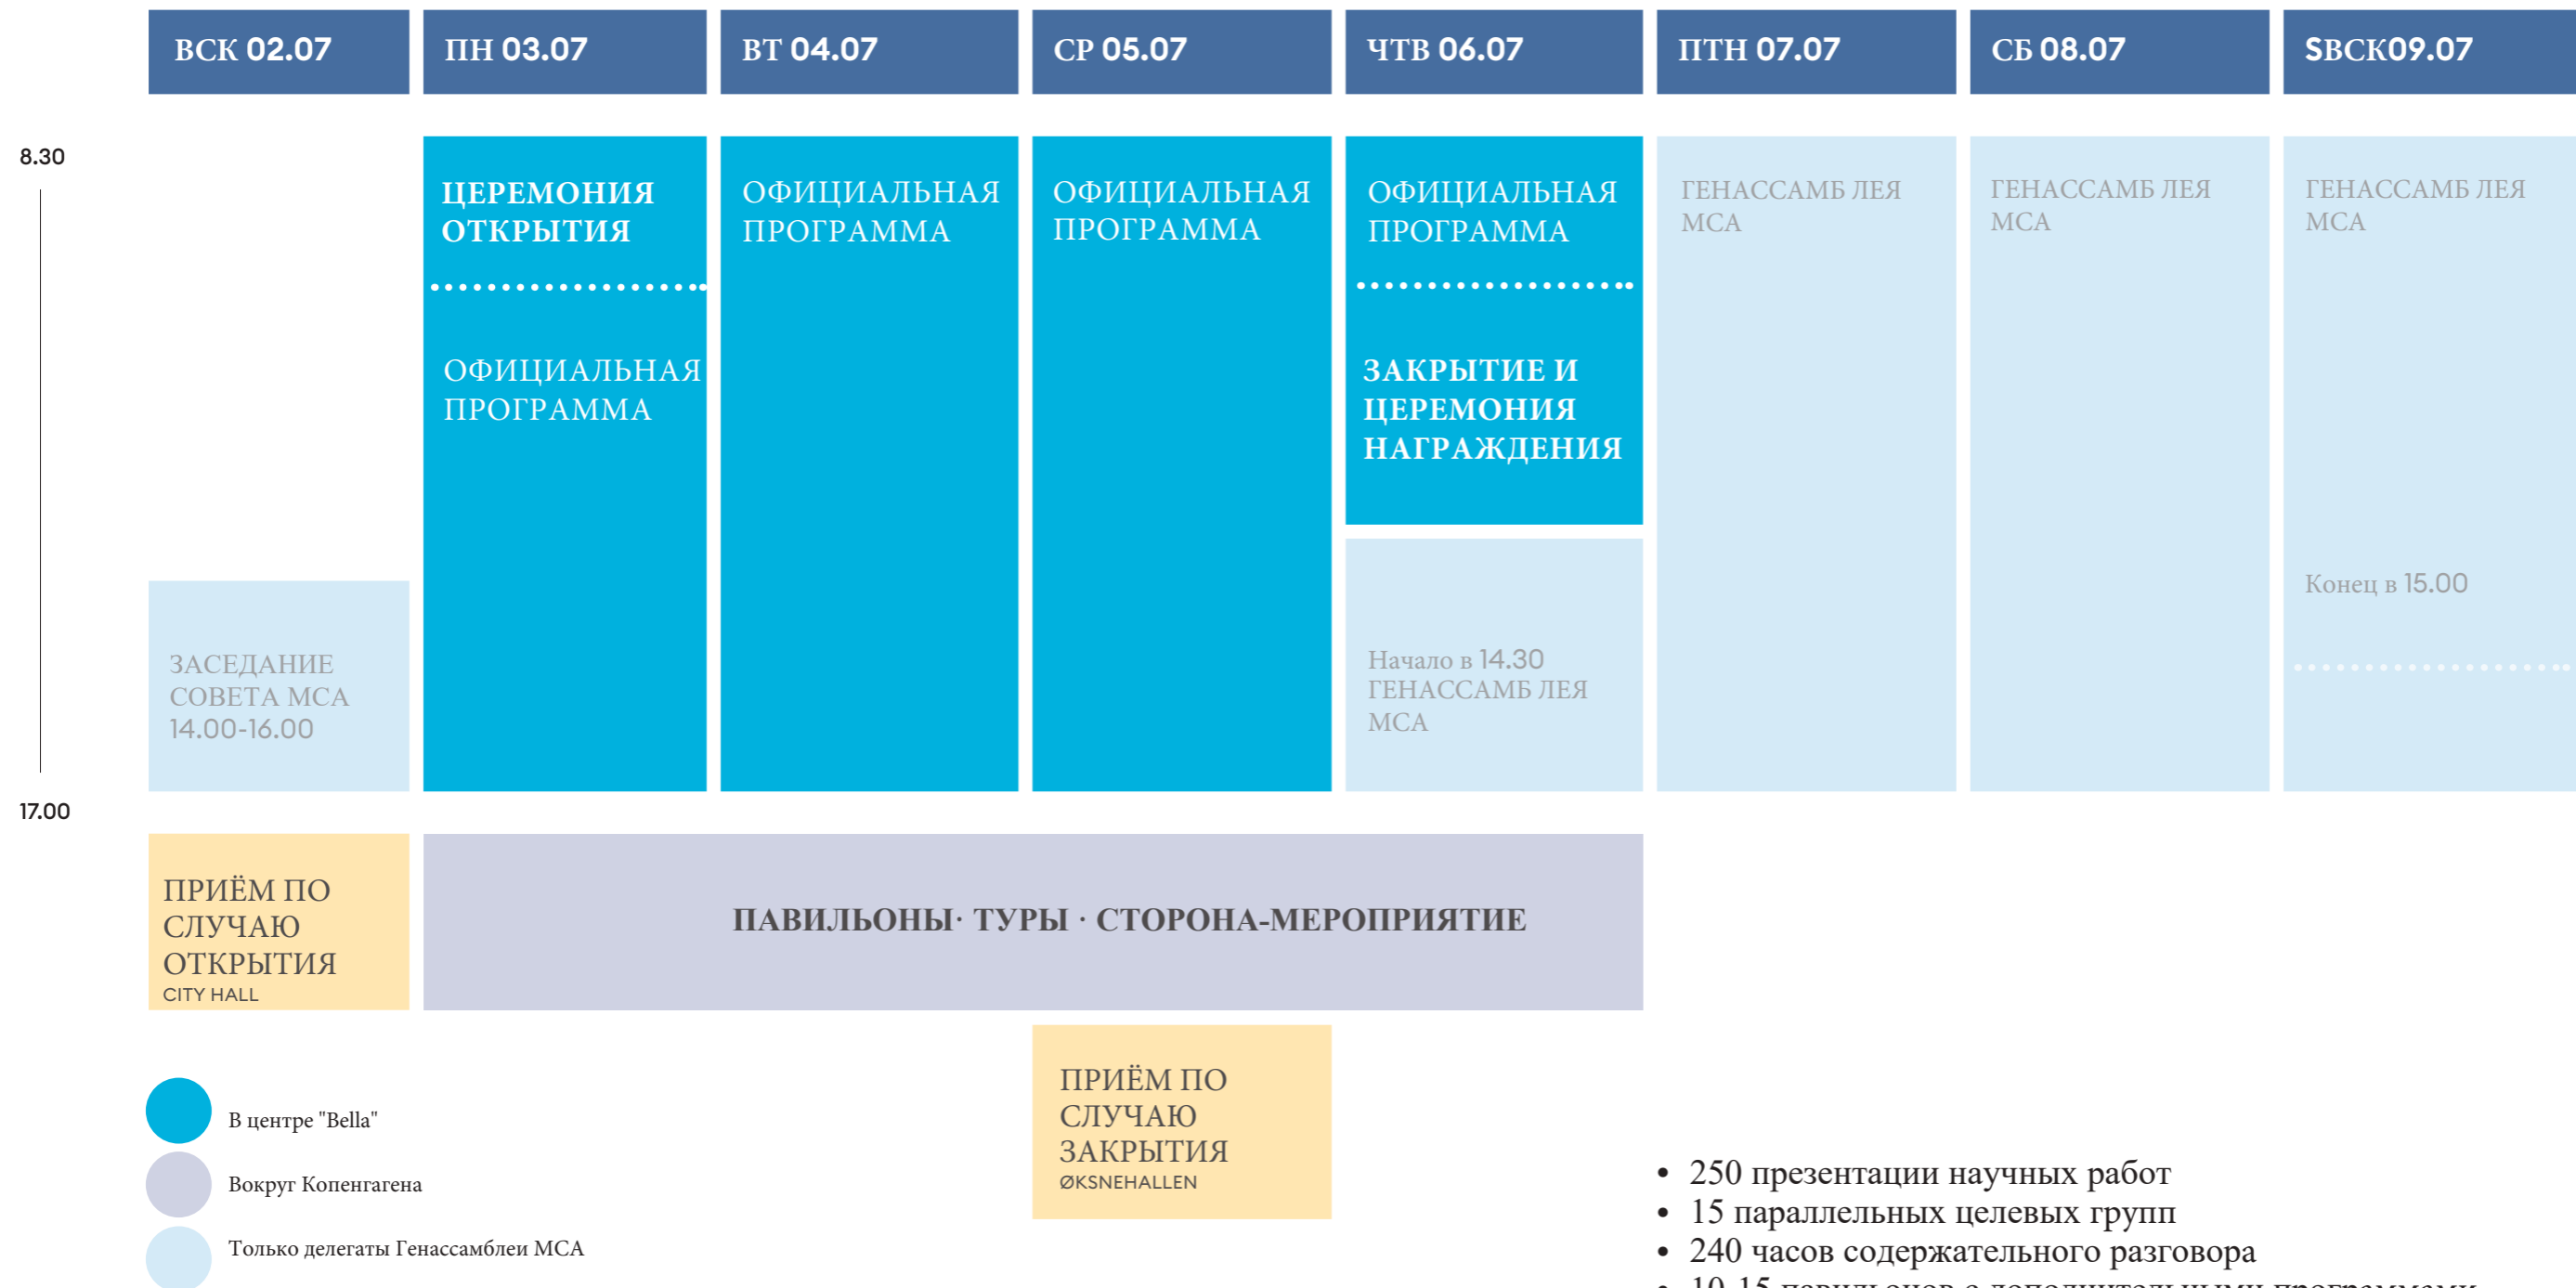 ВСК 02.07
ПН 03.07
ВТ 04.07
СР 05.07
ЧТВ 06.07
ПТН 07.07
СБ 08.07
SВСК09.07
8.30
17.00
ЗАСЕДАНИЕ
СОВЕТА МСА
14.00-16.00
ЦЕРЕМОНИЯ
ОТКРЫТИЯ
ОФИЦИАЛЬНАЯ
ПРОГРАММА
ОФИЦИАЛЬНАЯ
ПРОГРАММА
ОФИЦИАЛЬНАЯ
ПРОГРАММА
ОФИЦИАЛЬНАЯ
ПРОГРАММА
ЗАКРЫТИЕ И
ЦЕРЕМОНИЯ
НАГРАЖДЕНИЯ
Начало в 14.30
ГЕНАССАМБ ЛЕЯ
МСА
ГЕНАССАМБ ЛЕЯ
МСА
ГЕНАССАМБ ЛЕЯ
МСА
ГЕНАССАМБ ЛЕЯ
МСА
Конец в 15.00
ПРИЁМ ПО
СЛУЧАЮ
ОТКРЫТИЯ
CITY HALL
ПАВИЛЬОНЫ· ТУРЫ · СТОРОНА-МЕРОПРИЯТИЕ
ПРИЁМ ПО
СЛУЧАЮ
ЗАКРЫТИЯ
ØKSNEHALLEN
В центре "Bella"
Вокруг Копенгагена
Только делегаты Генассамблеи МСА
• 250 презентации научных работ
• 15 параллельных целевых групп
• 240 часов содержательного разговора
• 10-15 павильонов с дополнительными программами